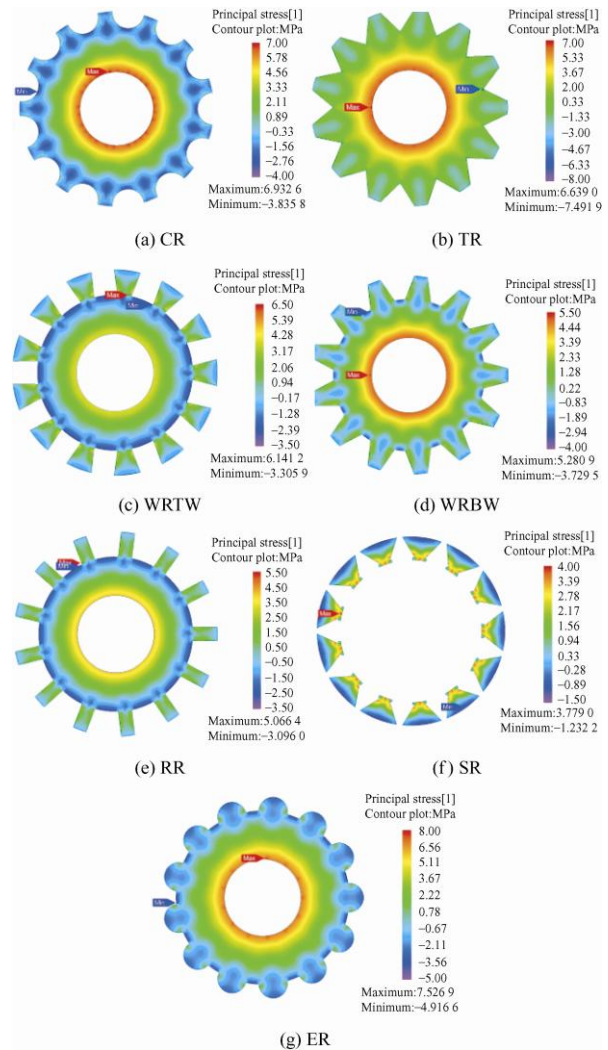 Principal stress[1]
Contour plot:MPa
7.00
5.78
4.56
3.33
2.11
0.89
−0.33
−1.56
−2.76
−4.00
Maximum:6.932 6
Minimum:−3.835 8
Max
Min
(a) CR
Principal stress[1]
Contour plot:MPa
7.00
5.33
3.67
2.00
0.33
−1.33
−7.00
−4.67
−6.33
−8.00
Maximum:6.639 0
Minimum:−7.491 9
Min
Max
(b) TR
Principal stress[1]
Contour plot:MPa
6.50
5.39
4.28
3.17
2.06
0.94
−0.17
−1.28
−2.39
−3.50
Maximum:6.141 2
Minimum:−3.305 9
Max
Min
(c) WRTW
Principal stress[1]
Contour plot:MPa
5.50
4.44
3.39
2.33
1.28
0.22
−0.83
−1.89
−2.94
−4.00
Maximum:5.280 9
Minimum:−3.729 5
Min
Max
(d) WRBW
Principal stress[1]
Contour plot:MPa
5.50
4.50
3.50
2.50
1.50
0.50
−0.50
−1.50
−2.50
−3.50
Maximum:5.066 4
Minimum:−3.096 0
(e) RR
Principal stress[1]
Contour plot:MPa
4.00
3.39
2.78
2.17
1.56
0.94
0.33
−0.28
−0.89
−1.50
Maximum:3.779 0
Minimum:−1.232 2
Max
Min
(f) SR
Principal stress[1]
Contour plot:MPa
8.00
6.56
5.11
3.67
2.22
0.78
−0.67
−2.11
−3.56
−5.00
Maximum:7.526 9
Minimum:−4.916 6
Max
Min
(g) ER